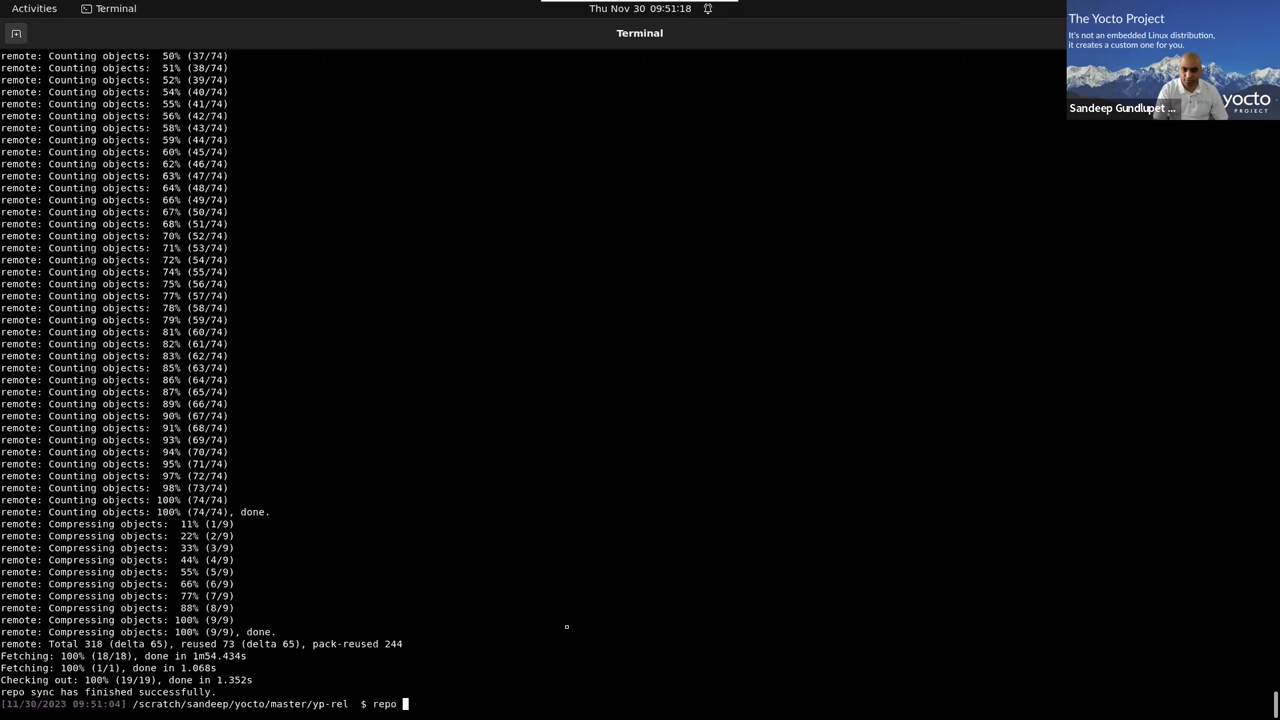 Activities
Terminal
Thu Nov 30 09:51:18
Terminal
The Yocto Project
It's not an embedded Linux distribution,
it creates a custom one for you.
Sandeep Gundlupet ...
yocto
PROJECT
remote: Counting objects:  50% (37/74)
remote: Counting objects:  51% (38/74)
remote: Counting objects:  52% (39/74)
remote: Counting objects:  54% (40/74)
remote: Counting objects:  55% (41/74)
remote: Counting objects:  56% (42/74)
remote: Counting objects:  58% (43/74)
remote: Counting objects:  59% (44/74)
remote: Counting objects:  60% (45/74)
remote: Counting objects:  62% (46/74)
remote: Counting objects:  63% (47/74)
remote: Counting objects:  64% (48/74)
remote: Counting objects:  66% (49/74)
remote: Counting objects:  67% (50/74)
remote: Counting objects:  68% (51/74)
remote: Counting objects:  70% (52/74)
remote: Counting objects:  71% (53/74)
remote: Counting objects:  72% (54/74)
remote: Counting objects:  74% (55/74)
remote: Counting objects:  75% (56/74)
remote: Counting objects:  77% (57/74)
remote: Counting objects:  78% (58/74)
remote: Counting objects:  79% (59/74)
remote: Counting objects:  81% (60/74)
remote: Counting objects:  82% (61/74)
remote: Counting objects:  83% (62/74)
remote: Counting objects:  85% (63/74)
remote: Counting objects:  86% (64/74)
remote: Counting objects:  87% (65/74)
remote: Counting objects:  89% (66/74)
remote: Counting objects:  90% (67/74)
remote: Counting objects:  91% (68/74)
remote: Counting objects:  93% (69/74)
remote: Counting objects:  94% (70/74)
remote: Counting objects:  95% (71/74)
remote: Counting objects:  97% (72/74)
remote: Counting objects:  98% (73/74)
remote: Counting objects: 100% (74/74)
remote: Counting objects: 100% (74/74), done.
remote: Compressing objects:  11% (1/9)
remote: Compressing objects:  22% (2/9)
remote: Compressing objects:  33% (3/9)
remote: Compressing objects:  44% (4/9)
remote: Compressing objects:  55% (5/9)
remote: Compressing objects:  66% (6/9)
remote: Compressing objects:  77% (7/9)
remote: Compressing objects:  88% (8/9)
remote: Compressing objects: 100% (9/9)
remote: Compressing objects: 100% (9/9), done.
remote: Total 318 (delta 65), reused 73 (delta 65), pack-reused 244
Fetching: 100% (18/18), done in 1m54.434s
Fetching: 100% (1/1), done in 1.068s
Checking out: 100% (19/19), done in 1.352s
repo sync has finished successfully.
[11/30/2023 09:51:04] /scratch/sandeep/yocto/master/yp-rel  $ repo